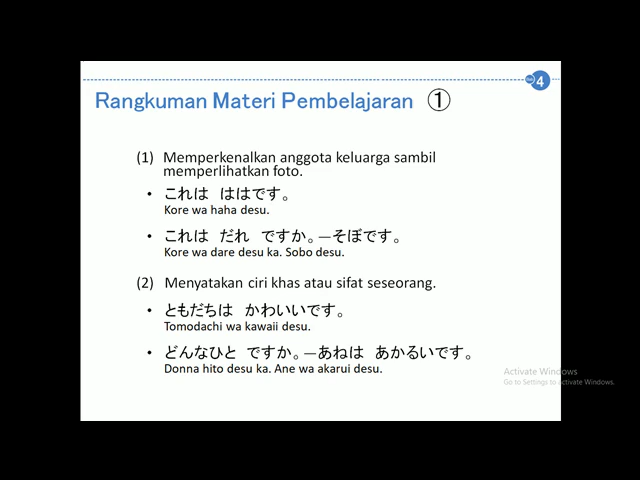 4
Rangkuman Materi Pembelajaran ①
(1) Memperkenalkan anggota keluarga sambil
memperlihatkan foto.
• これは ははです。
Kore wa haha desu.
• これは だれ ですか。—そぼです。
Kore wa dare desu ka. Sobo desu.
(2) Menyatakan ciri khas atau sifat seseorang.
• ともだちは かわいいです。
Tomodachi wa kawaii desu.
• どんなひと ですか。—あねは あかるいです。
Donna hito desu ka. Ane wa akarui desu.
Activate Windows
Go to Settings to activate Windows.